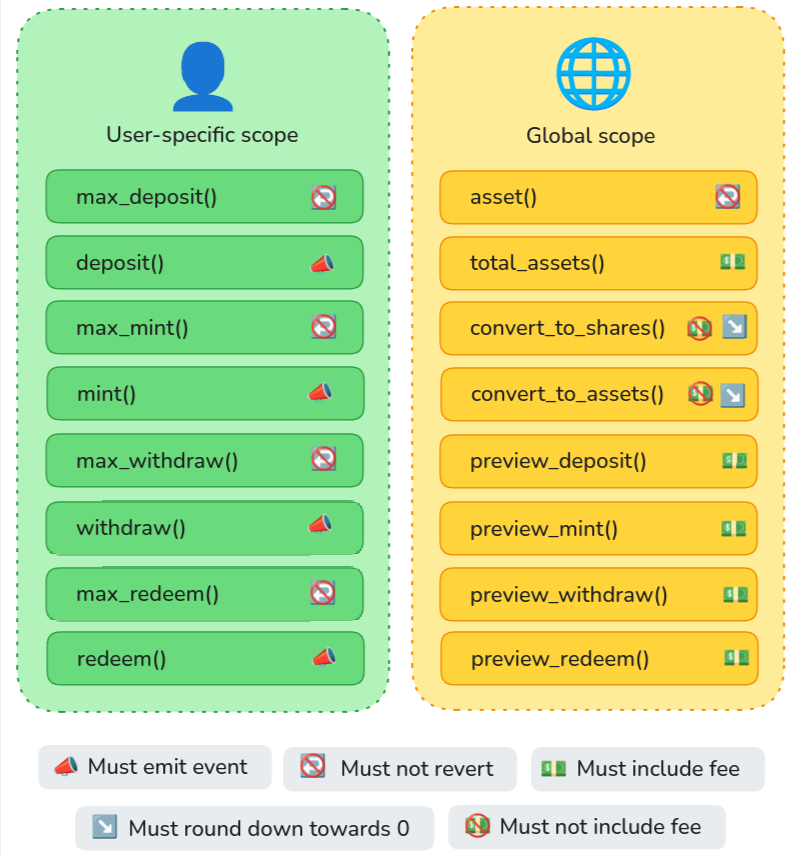 User-specific scope
max_deposit()
deposit()
max_mint()
mint()
max_withdraw()
withdraw()
max_redeem()
redeem()
Global scope
asset()
total_assets()
convert_to_shares()
convert_to_assets()
preview_deposit()
preview_mint()
preview_withdraw()
preview_redeem()
Must emit event
Must not revert
Must include fee
Must round down towards 0
Must not include fee